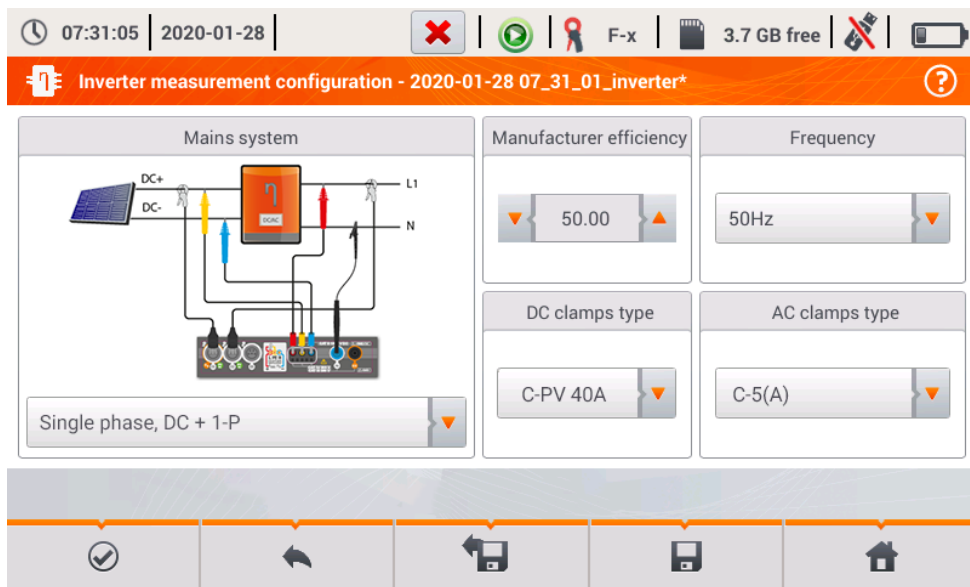 07:31:05 2020-01-28 F-x 3.7 GB free
Inverter measurement configuration - 2020-01-28 07_31_01_inverter* ?
Mains system
DC+
DC-
DC/AC
L1
N
Single phase, DC + 1-P
Manufacturer efficiency
50.00
Frequency
50Hz
DC clamps type
C-PV 40A
AC clamps type
C-5(A)